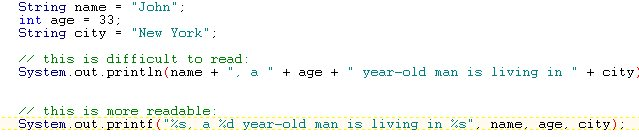 String name = "John";
int age = 33;
String city = "New York";
// this is difficult to read:
System.out.println(name + ", a " + age + " year-old man is living in " + city)
// this is more readable:
System.out.printf("%s, a %d year-old man is living in %s", name, age, city);